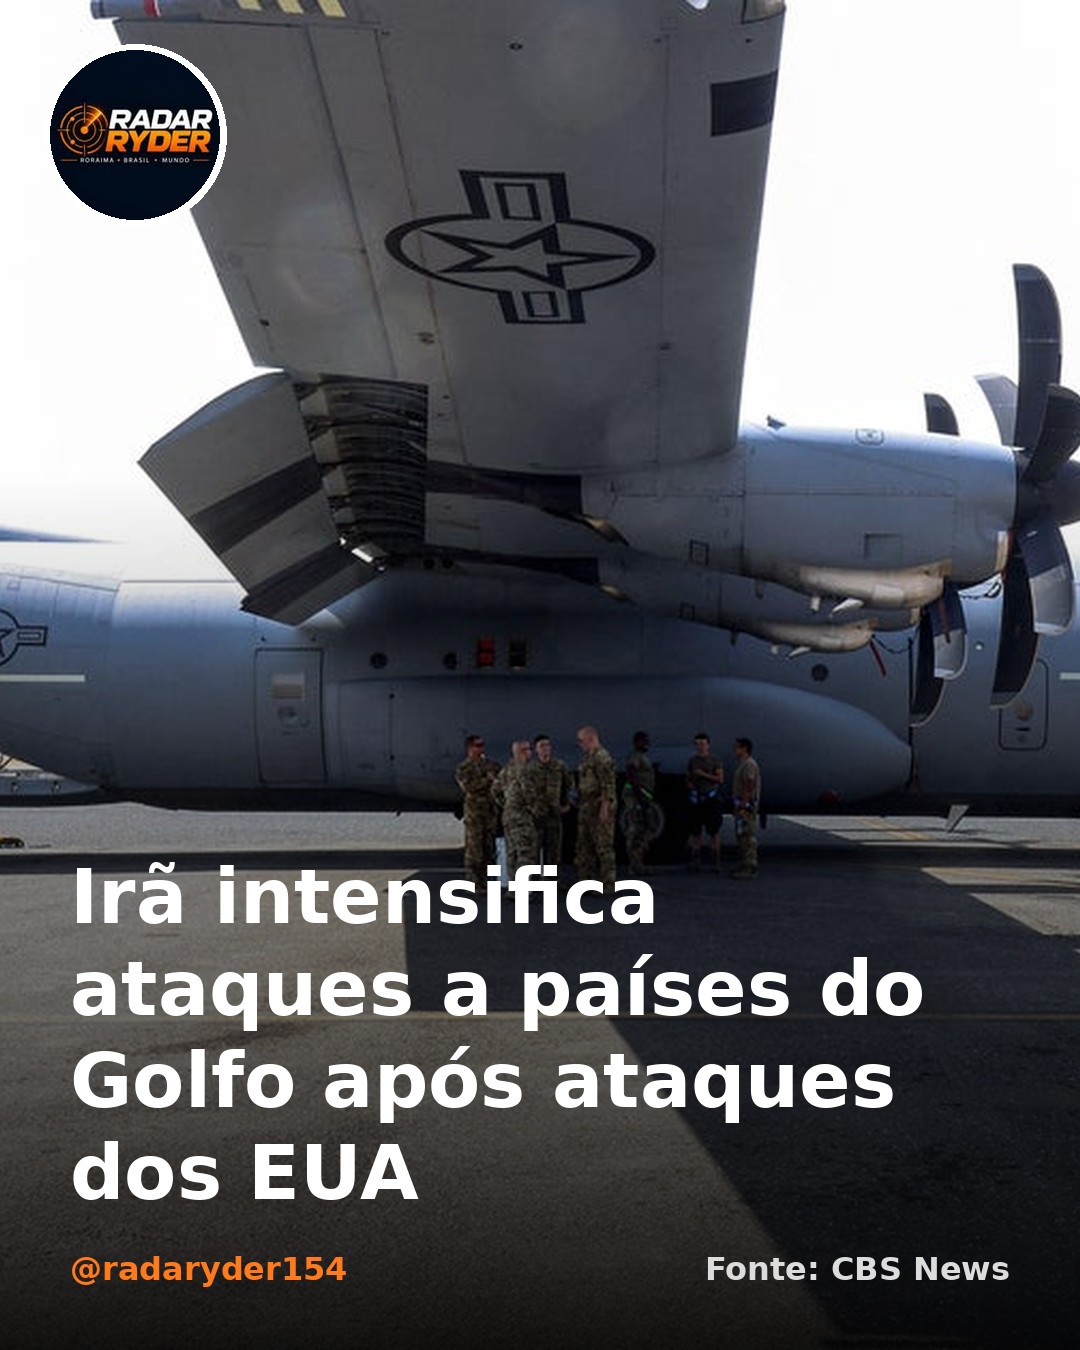 RADAR
RYDER
RORAIMA • BRASIL • MUNDO
Irã intensifica
ataques a países do
Golfo após ataques
dos EUA
@radaryder154
Fonte: CBS News